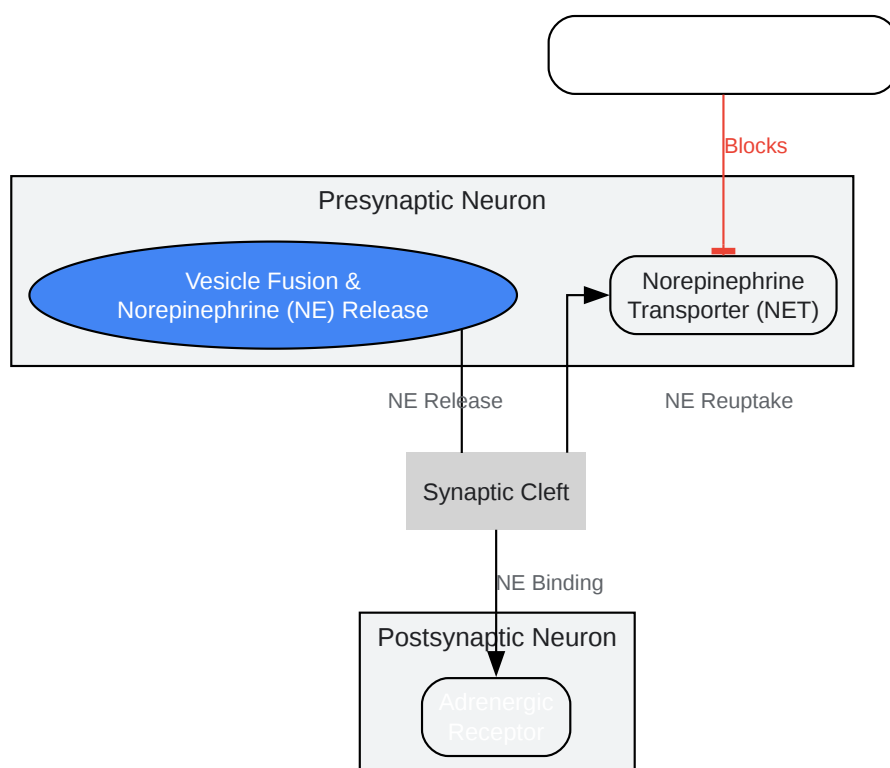 Blocks
Presynaptic Neuron
Vesicle Fusion &
Norepinephrine (NE) Release
Norepinephrine
Transporter (NET)
NE Release
NE Reuptake
Synaptic Cleft
NE Binding
Postsynaptic Neuron
Adrenergic
Receptor